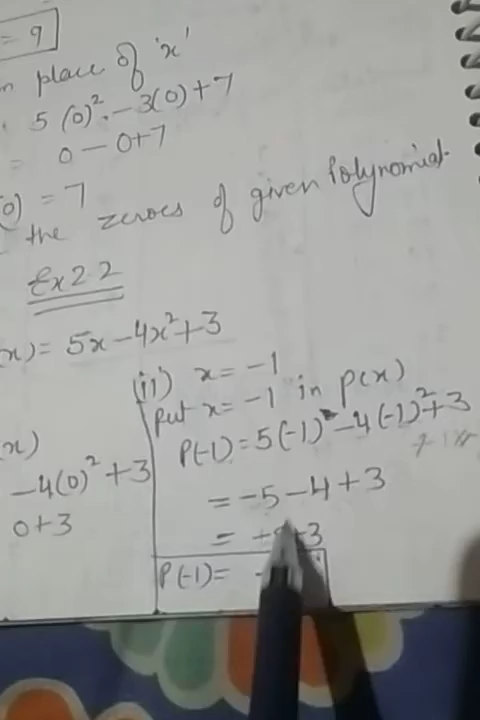 = 9
n place of 'x'
5(0)² - 3(0)+7
= 0-0+7
(0) = 7
the zeroes of given Polynomial.
Ex 2.2
x) = 5x-4x²+3
(x)
-4(0)²+3
0+3
(ii) x = -1
Put x = -1 in p(x)
P(-1) = 5(-1) -4(-1)²+3
= -5-4+3
P(-1) =